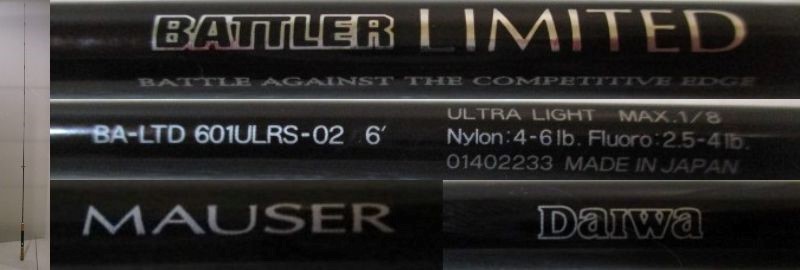 BATTLER LIMITED
BATTLE AGAINST THE COMPETITIVE EDGE
BA-LTD 601ULRS-02 6'
ULTRA LIGHT MAX.1/8
Nylon:4-6lb. Fluoro:2.5-4lb.
01402233 MADE IN JAPAN
MAUSER
Daiwa